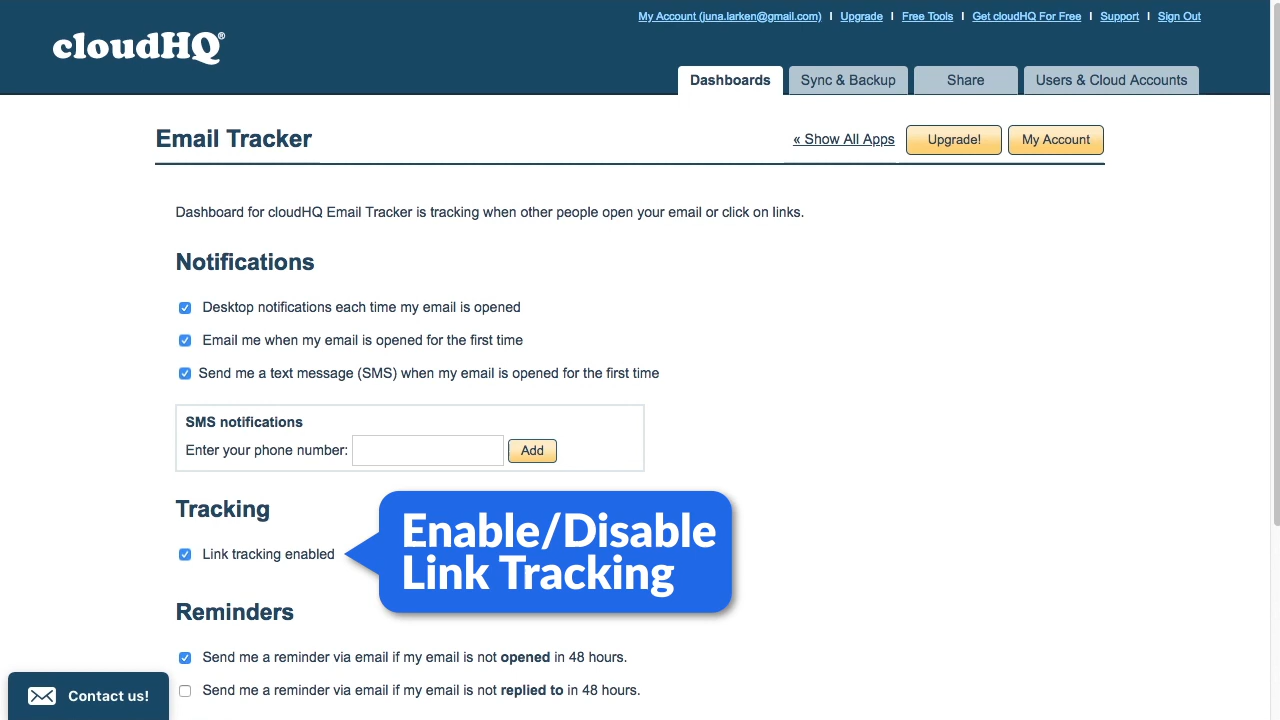 My Account (juna.larken@gmail.com) | Upgrade | Free Tools | Get cloudHQ For Free | Support | Sign Out
cloudHQ®
Dashboards Sync & Backup Share Users & Cloud Accounts
Email Tracker
« Show All Apps Upgrade! My Account
Dashboard for cloudHQ Email Tracker is tracking when other people open your email or click on links.
Notifications
Desktop notifications each time my email is opened
Email me when my email is opened for the first time
Send me a text message (SMS) when my email is opened for the first time
SMS notifications
Enter your phone number: Add
Tracking
Link tracking enabled
Enable/Disable
Link Tracking
Reminders
Send me a reminder via email if my email is not opened in 48 hours.
Send me a reminder via email if my email is not replied to in 48 hours.
Contact us!